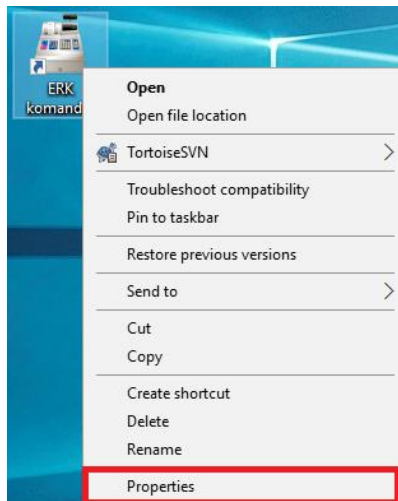 ERK
komand
Open
Open file location
TortoiseSVN
Troubleshoot compatibility
Pin to taskbar
Restore previous versions
Send to
Cut
Copy
Create shortcut
Delete
Rename
Properties